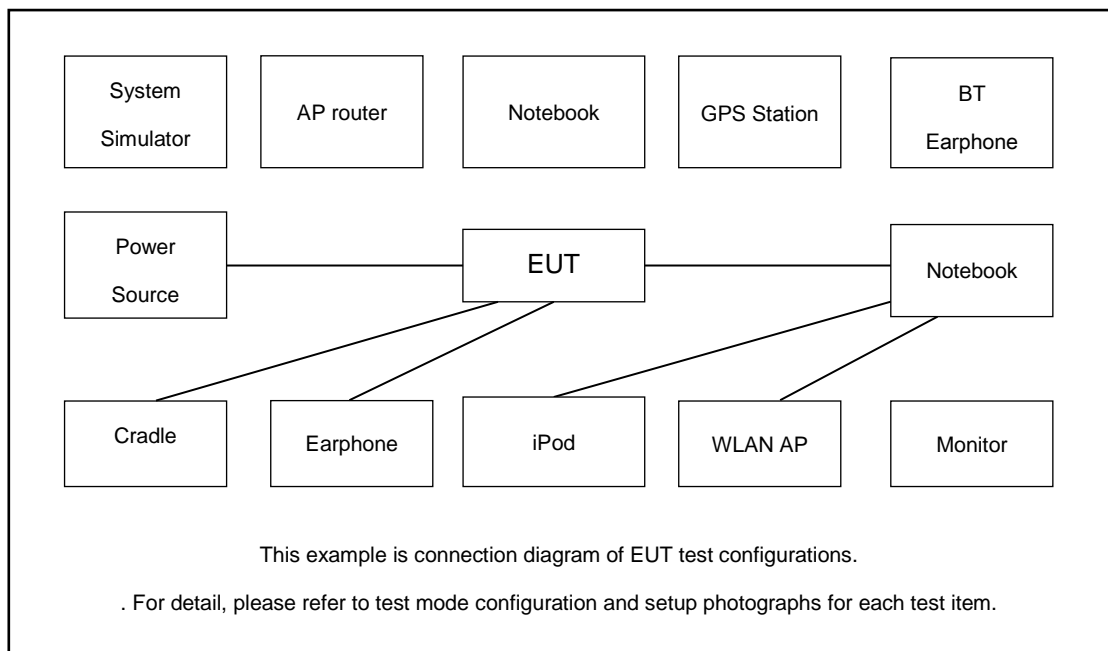 System
Simulator
AP router
Notebook
GPS Station
BT
Earphone
Power
Source
EUT
Notebook
Cradle
Earphone
iPod
WLAN AP
Monitor
This example is connection diagram of EUT test configurations.
. For detail, please refer to test mode configuration and setup photographs for each test item.